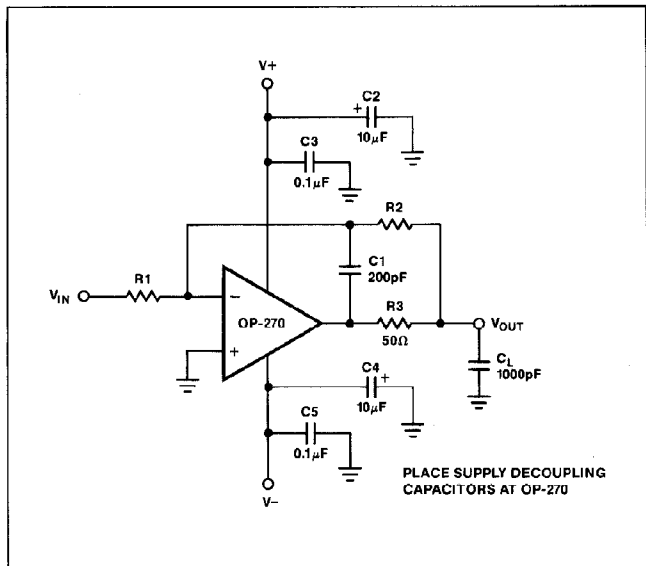 V+
C2
+
10μF
C3
0.1μF
R2
C1
200pF
R1
VIN
−
OP-270
+
R3
50Ω
VOUT
CL
1000pF
C4
+
10μF
C5
0.1μF
V−
PLACE SUPPLY DECOUPLING
CAPACITORS AT OP-270